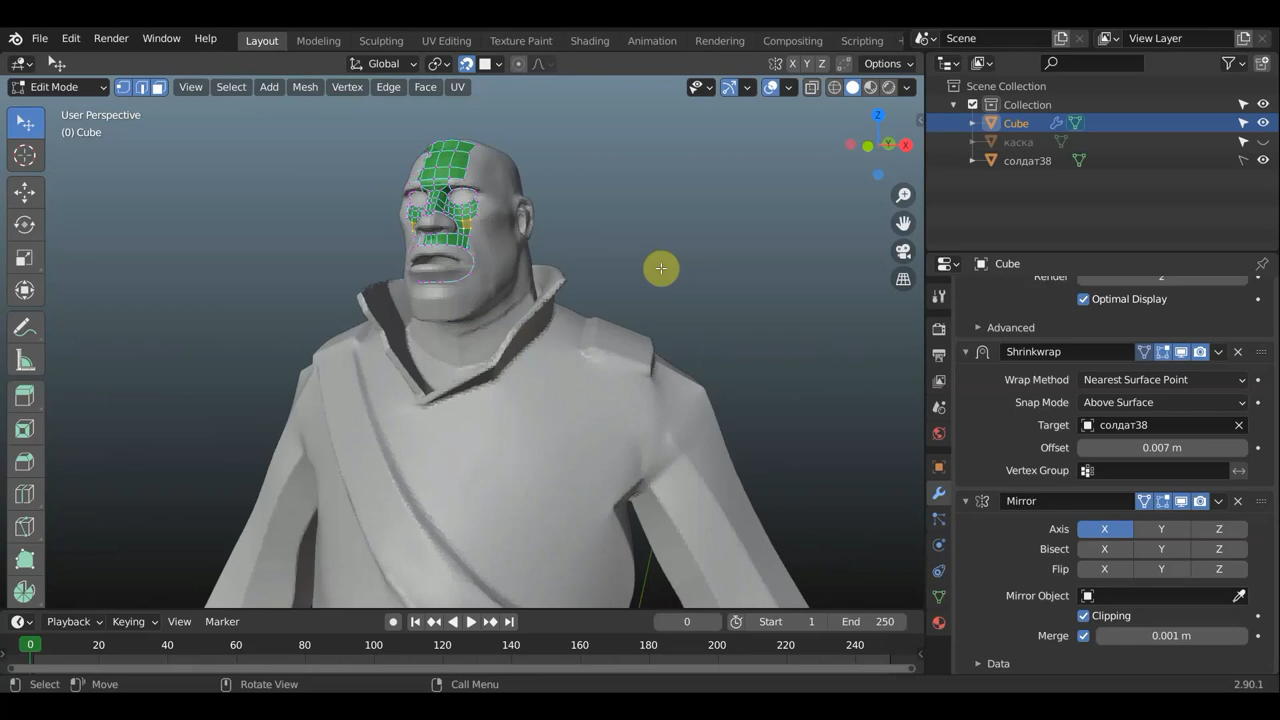 File Edit Render Window Help Layout Modeling Sculpting UV Editing Texture Paint Shading Animation Rendering Compositing Scripting Scene View Layer
Global X Y Z Options
Edit Mode View Select Add Mesh Vertex Edge Face UV
User Perspective
(0) Cube
Z
Y
X
Scene Collection
Collection
Cube
каска
солдат38
Cube
Render 2
Optimal Display
Advanced
Shrinkwrap
Wrap Method Nearest Surface Point
Snap Mode Above Surface
Target солдат38
Offset 0.007 m
Vertex Group
Mirror
Axis X Y Z
Bisect X Y Z
Flip X Y Z
Mirror Object
Clipping
Merge 0.001 m
Data
Playback Keying View Marker 0 Start 1 End 250
0 20 40 60 80 100 120 140 160 180 200 220 240
Select Move Rotate View Call Menu 2.90.1